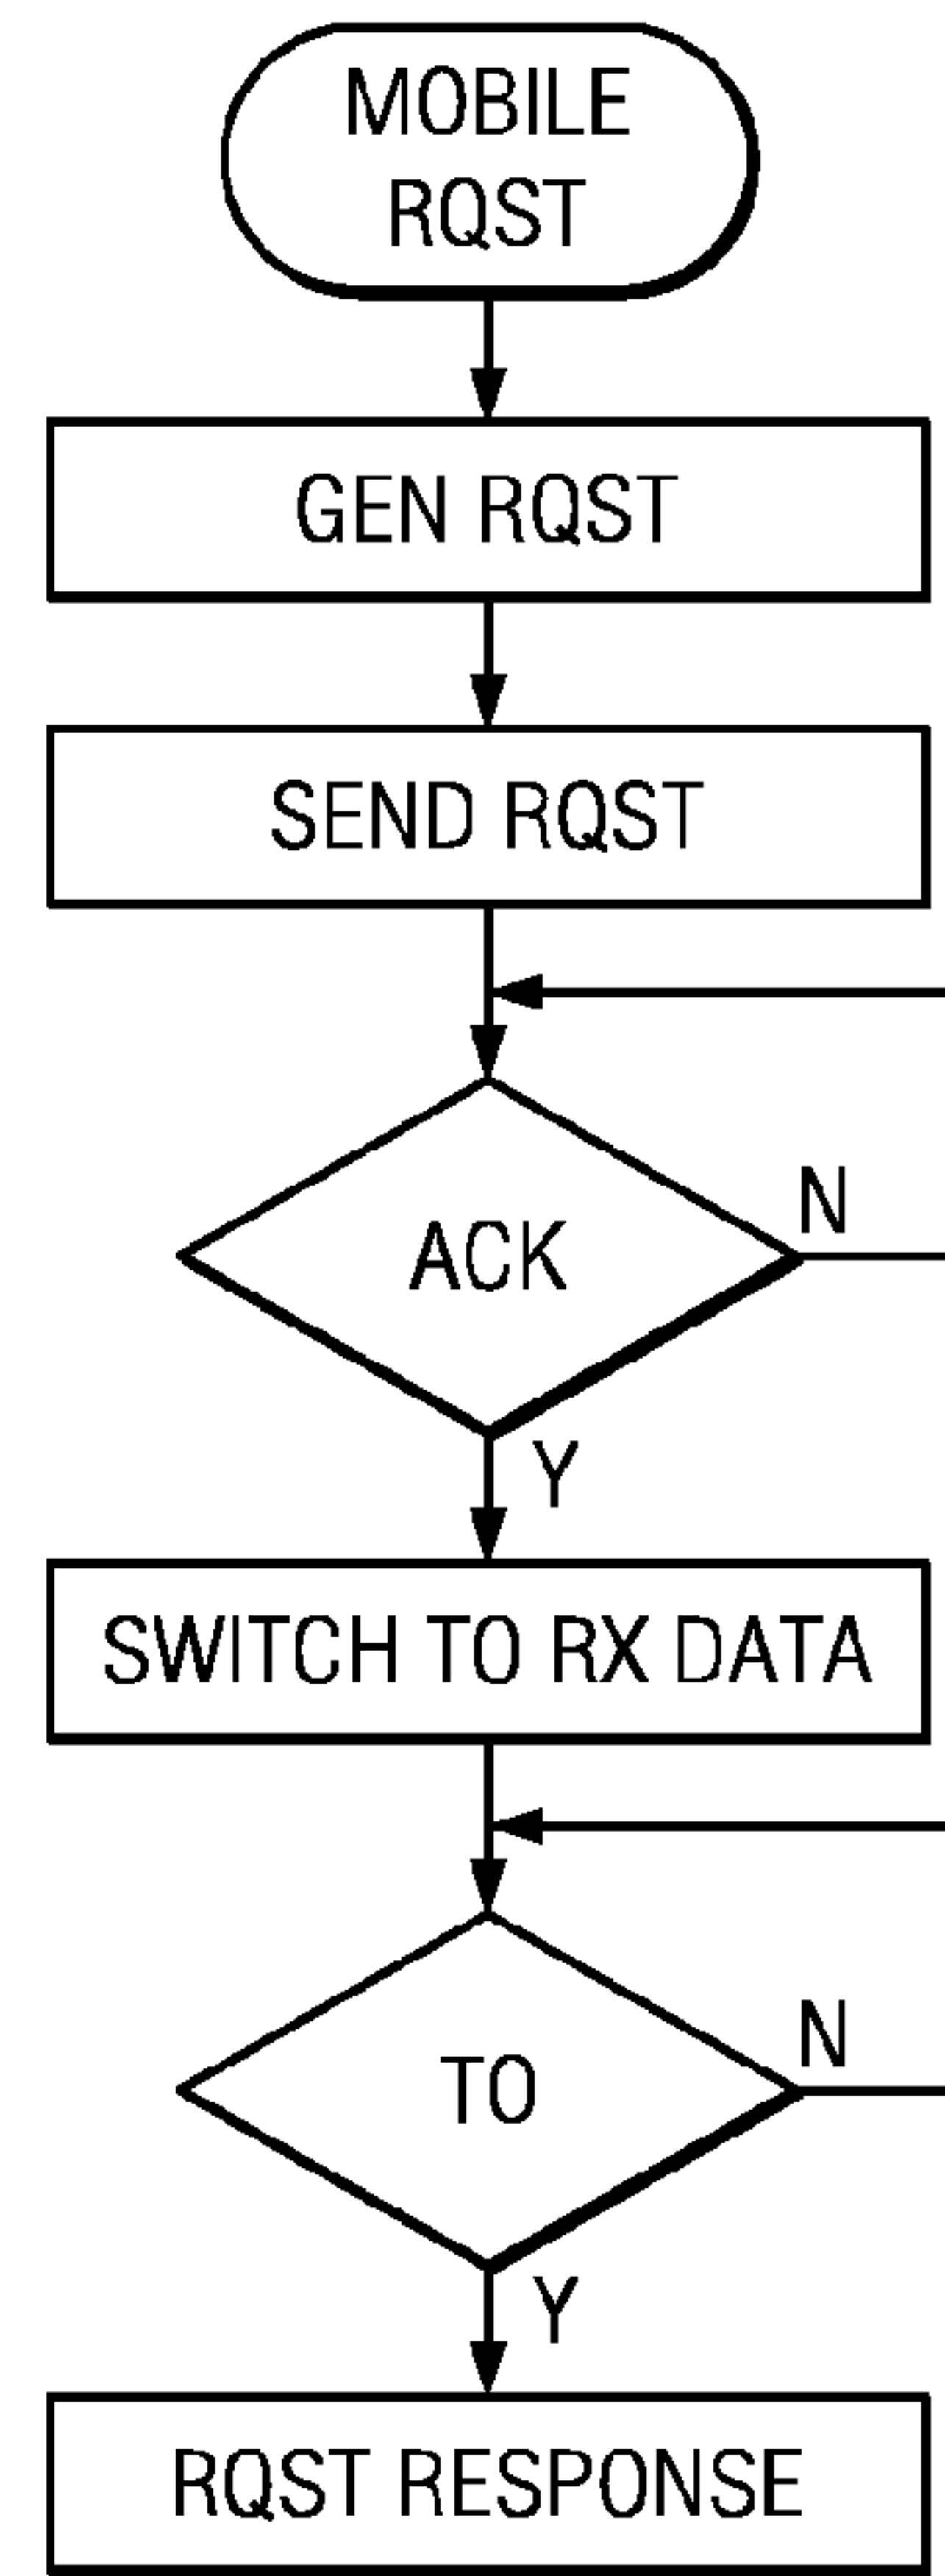 MOBILE
RQST
GEN RQST
SEND RQST
ACK
N
Y
SWITCH TO RX DATA
TO
N
Y
RQST RESPONSE